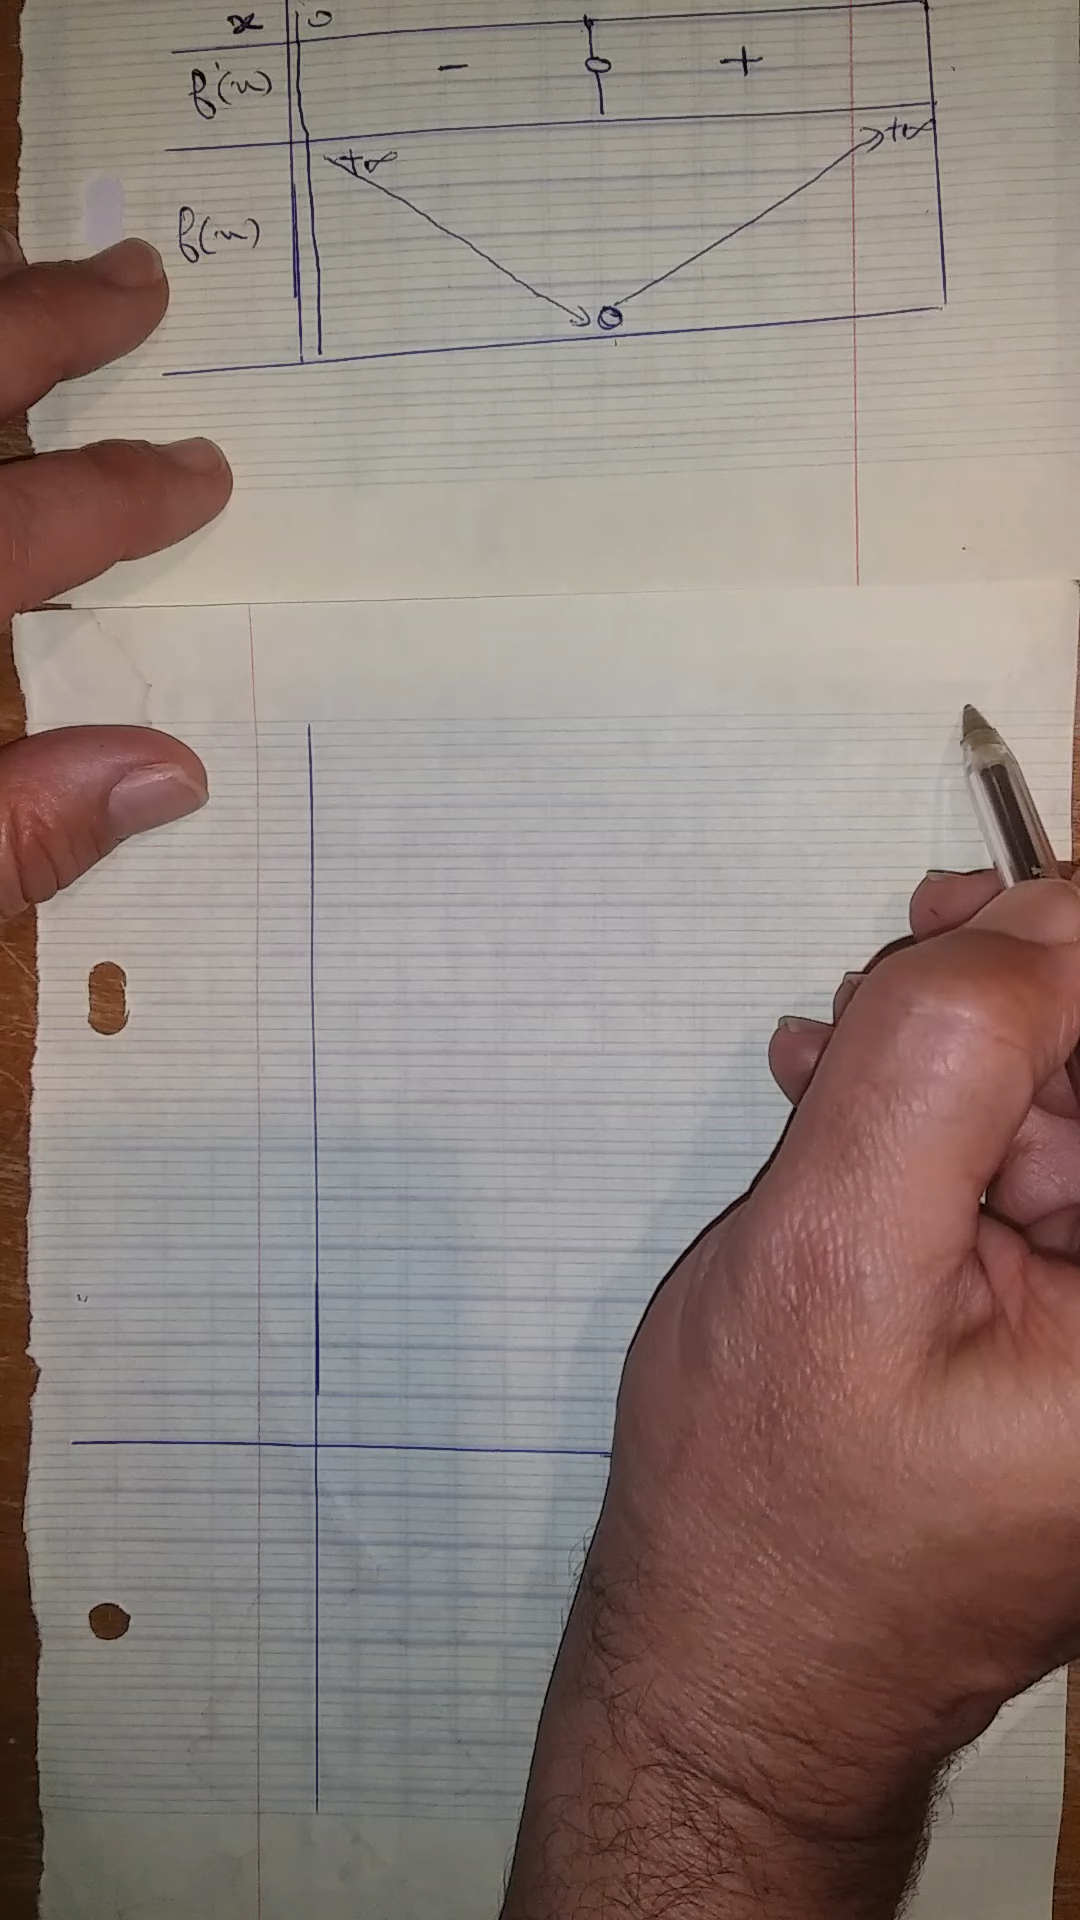 x 0
f'(x) - 0 +
+∞ +∞
f(x)
0